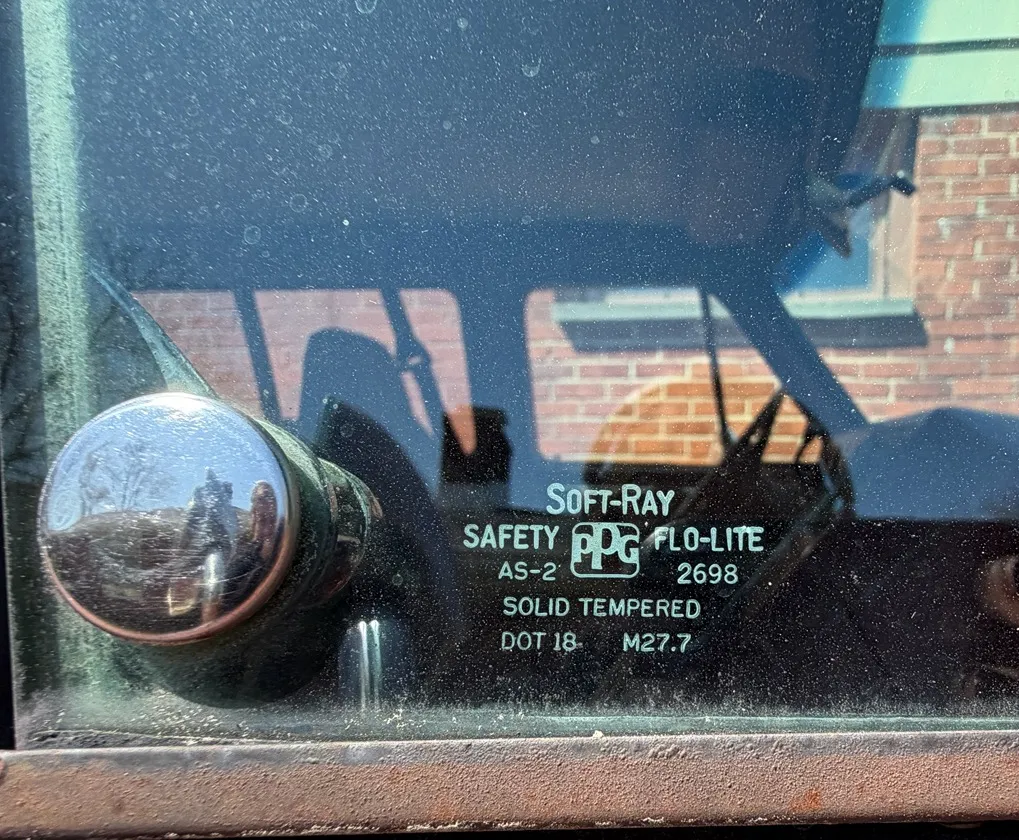 SOFT-RAY
SAFETY PPG FLO-LITE
AS-2 2698
SOLID TEMPERED
DOT 18 M27.7